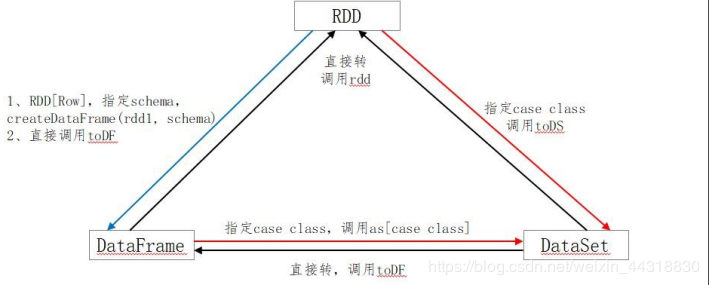 RDD
直接转
调用rdd
1、RDD[Row], 指定schema,
createDataFrame(rdd1, schema)
2、直接调用toDF
指定case class
调用toDS
指定case class, 调用as[case class]
DataFrame
DataSet
直接转, 调用toDF
https://blog.csdn.net/weixin_44318830